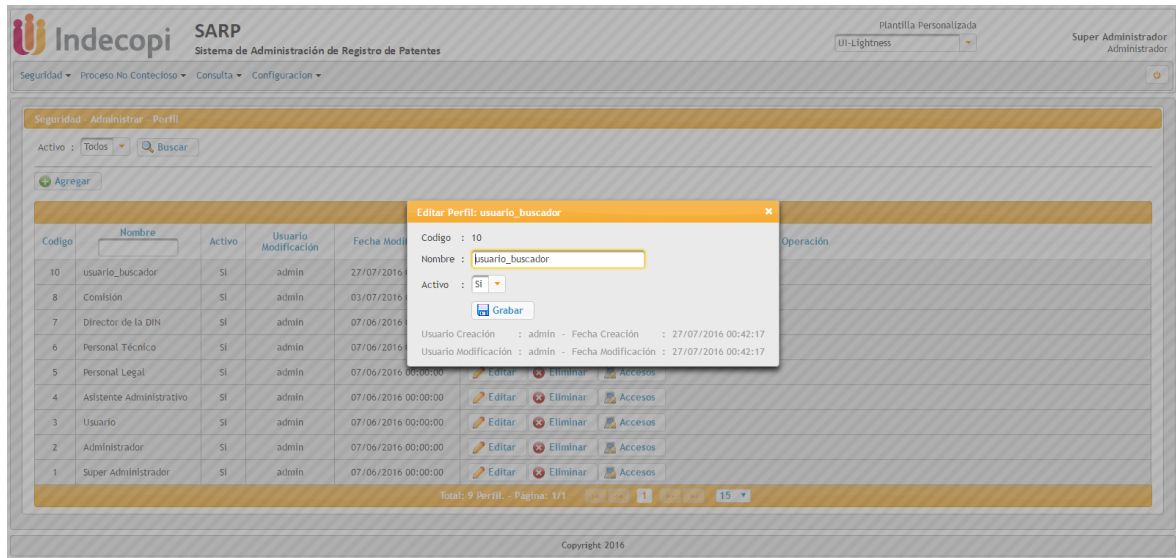 Indecopi
SARP
Sistema de Administración de Registro de Patentes
Plantilla Personalizada
UI-Lightness
Super Administrador
Administrador
Seguridad Proceso No Contecioso Consulta Configuracion
Seguridad - Administrar - Perfil
Activo : Todos Buscar
Agregar
Codigo Nombre Activo Usuario Modificación Fecha Modi Operación
10 usuario_buscador SI admin 27/07/2016
8 Comisión SI admin 03/07/2016
7 Director de la DIN SI admin 07/06/2016
6 Personal Técnico SI admin 07/06/2016
5 Personal Legal SI admin 07/06/2016 00:00:00 Editar Eliminar Accesos
4 Asistente Administrativo SI admin 07/06/2016 00:00:00 Editar Eliminar Accesos
3 Usuario SI admin 07/06/2016 00:00:00 Editar Eliminar Accesos
2 Administrador SI admin 07/06/2016 00:00:00 Editar Eliminar Accesos
1 Super Administrador SI admin 07/06/2016 00:00:00 Editar Eliminar Accesos
Total: 9 Perfil. - Página: 1/1 1 15
Editar Perfil: usuario_buscador
Codigo : 10
Nombre : usuario_buscador
Activo : SI
Grabar
Usuario Creación : admin - Fecha Creación : 27/07/2016 00:42:17
Usuario Modificación : admin - Fecha Modificación : 27/07/2016 00:42:17
Copyright 2016